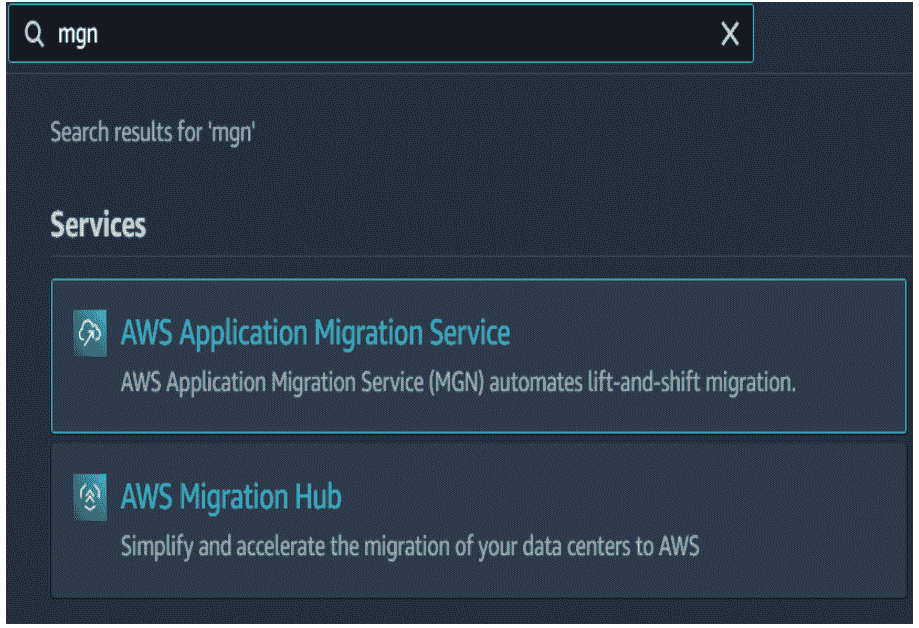 mgn
Search results for 'mgn'
Services
AWS Application Migration Service
AWS Application Migration Service (MGN) automates lift-and-shift migration.
AWS Migration Hub
Simplify and accelerate the migration of your data centers to AWS